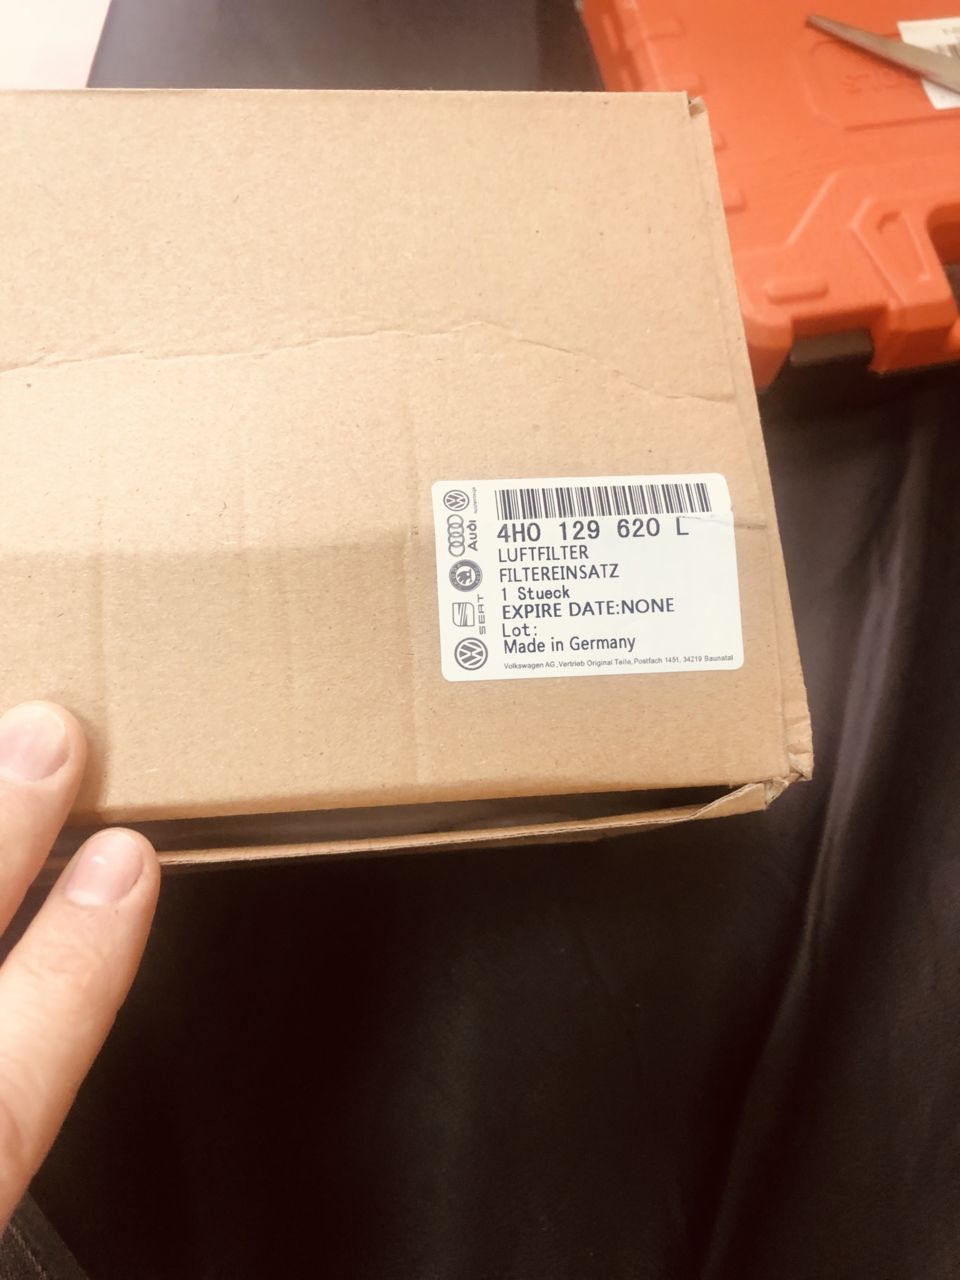 4H0 129 620 L
LUFTFILTER
FILTEREINSATZ
1 Stueck
EXPIRE DATE:NONE
Lot:
Made in Germany
Volkswagen AG, Vertrieb Original Teile, Postfach 1451, 34219 Baunatal
Audi
SEAT